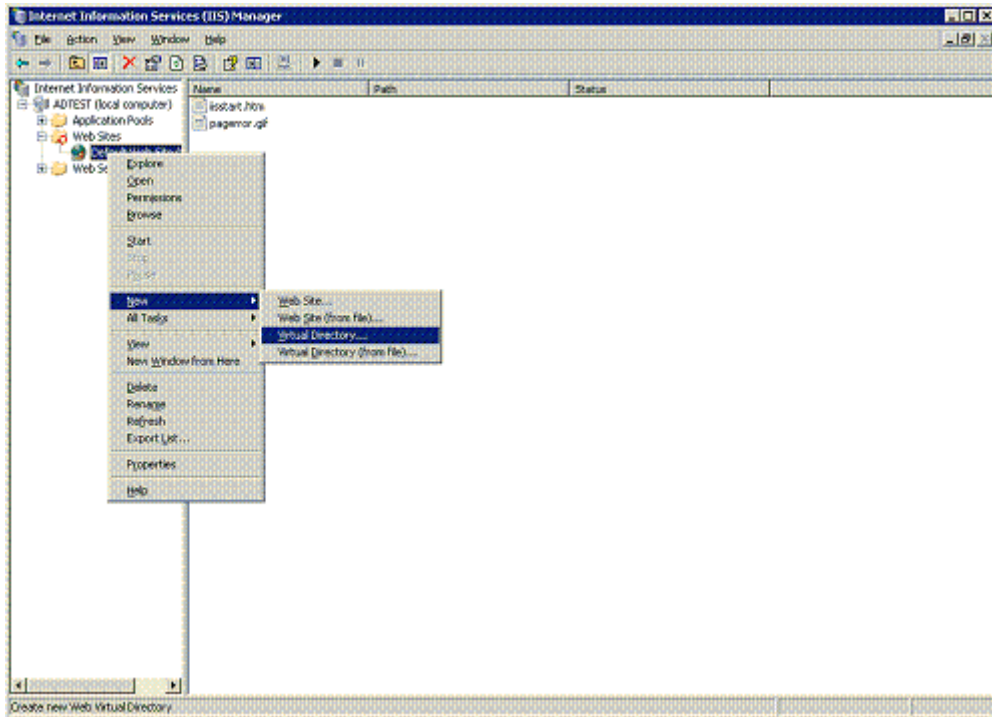 Internet Information Services (IIS) Manager
File Action View Window Help
Internet Information Services
Name Path Status
ADTEST (local computer)
iisstart.htm
Application Pools
pagerror.gif
Web Sites
Default Web Site
Web Se
Explore
Open
Permissions
Browse
Start
Stop
Pause
New
Web Site...
All Tasks
Web Site (from file)...
Virtual Directory...
View
Virtual Directory (from file)...
New Window from Here
Delete
Rename
Refresh
Export List...
Properties
Help
Create new Web Virtual Directory